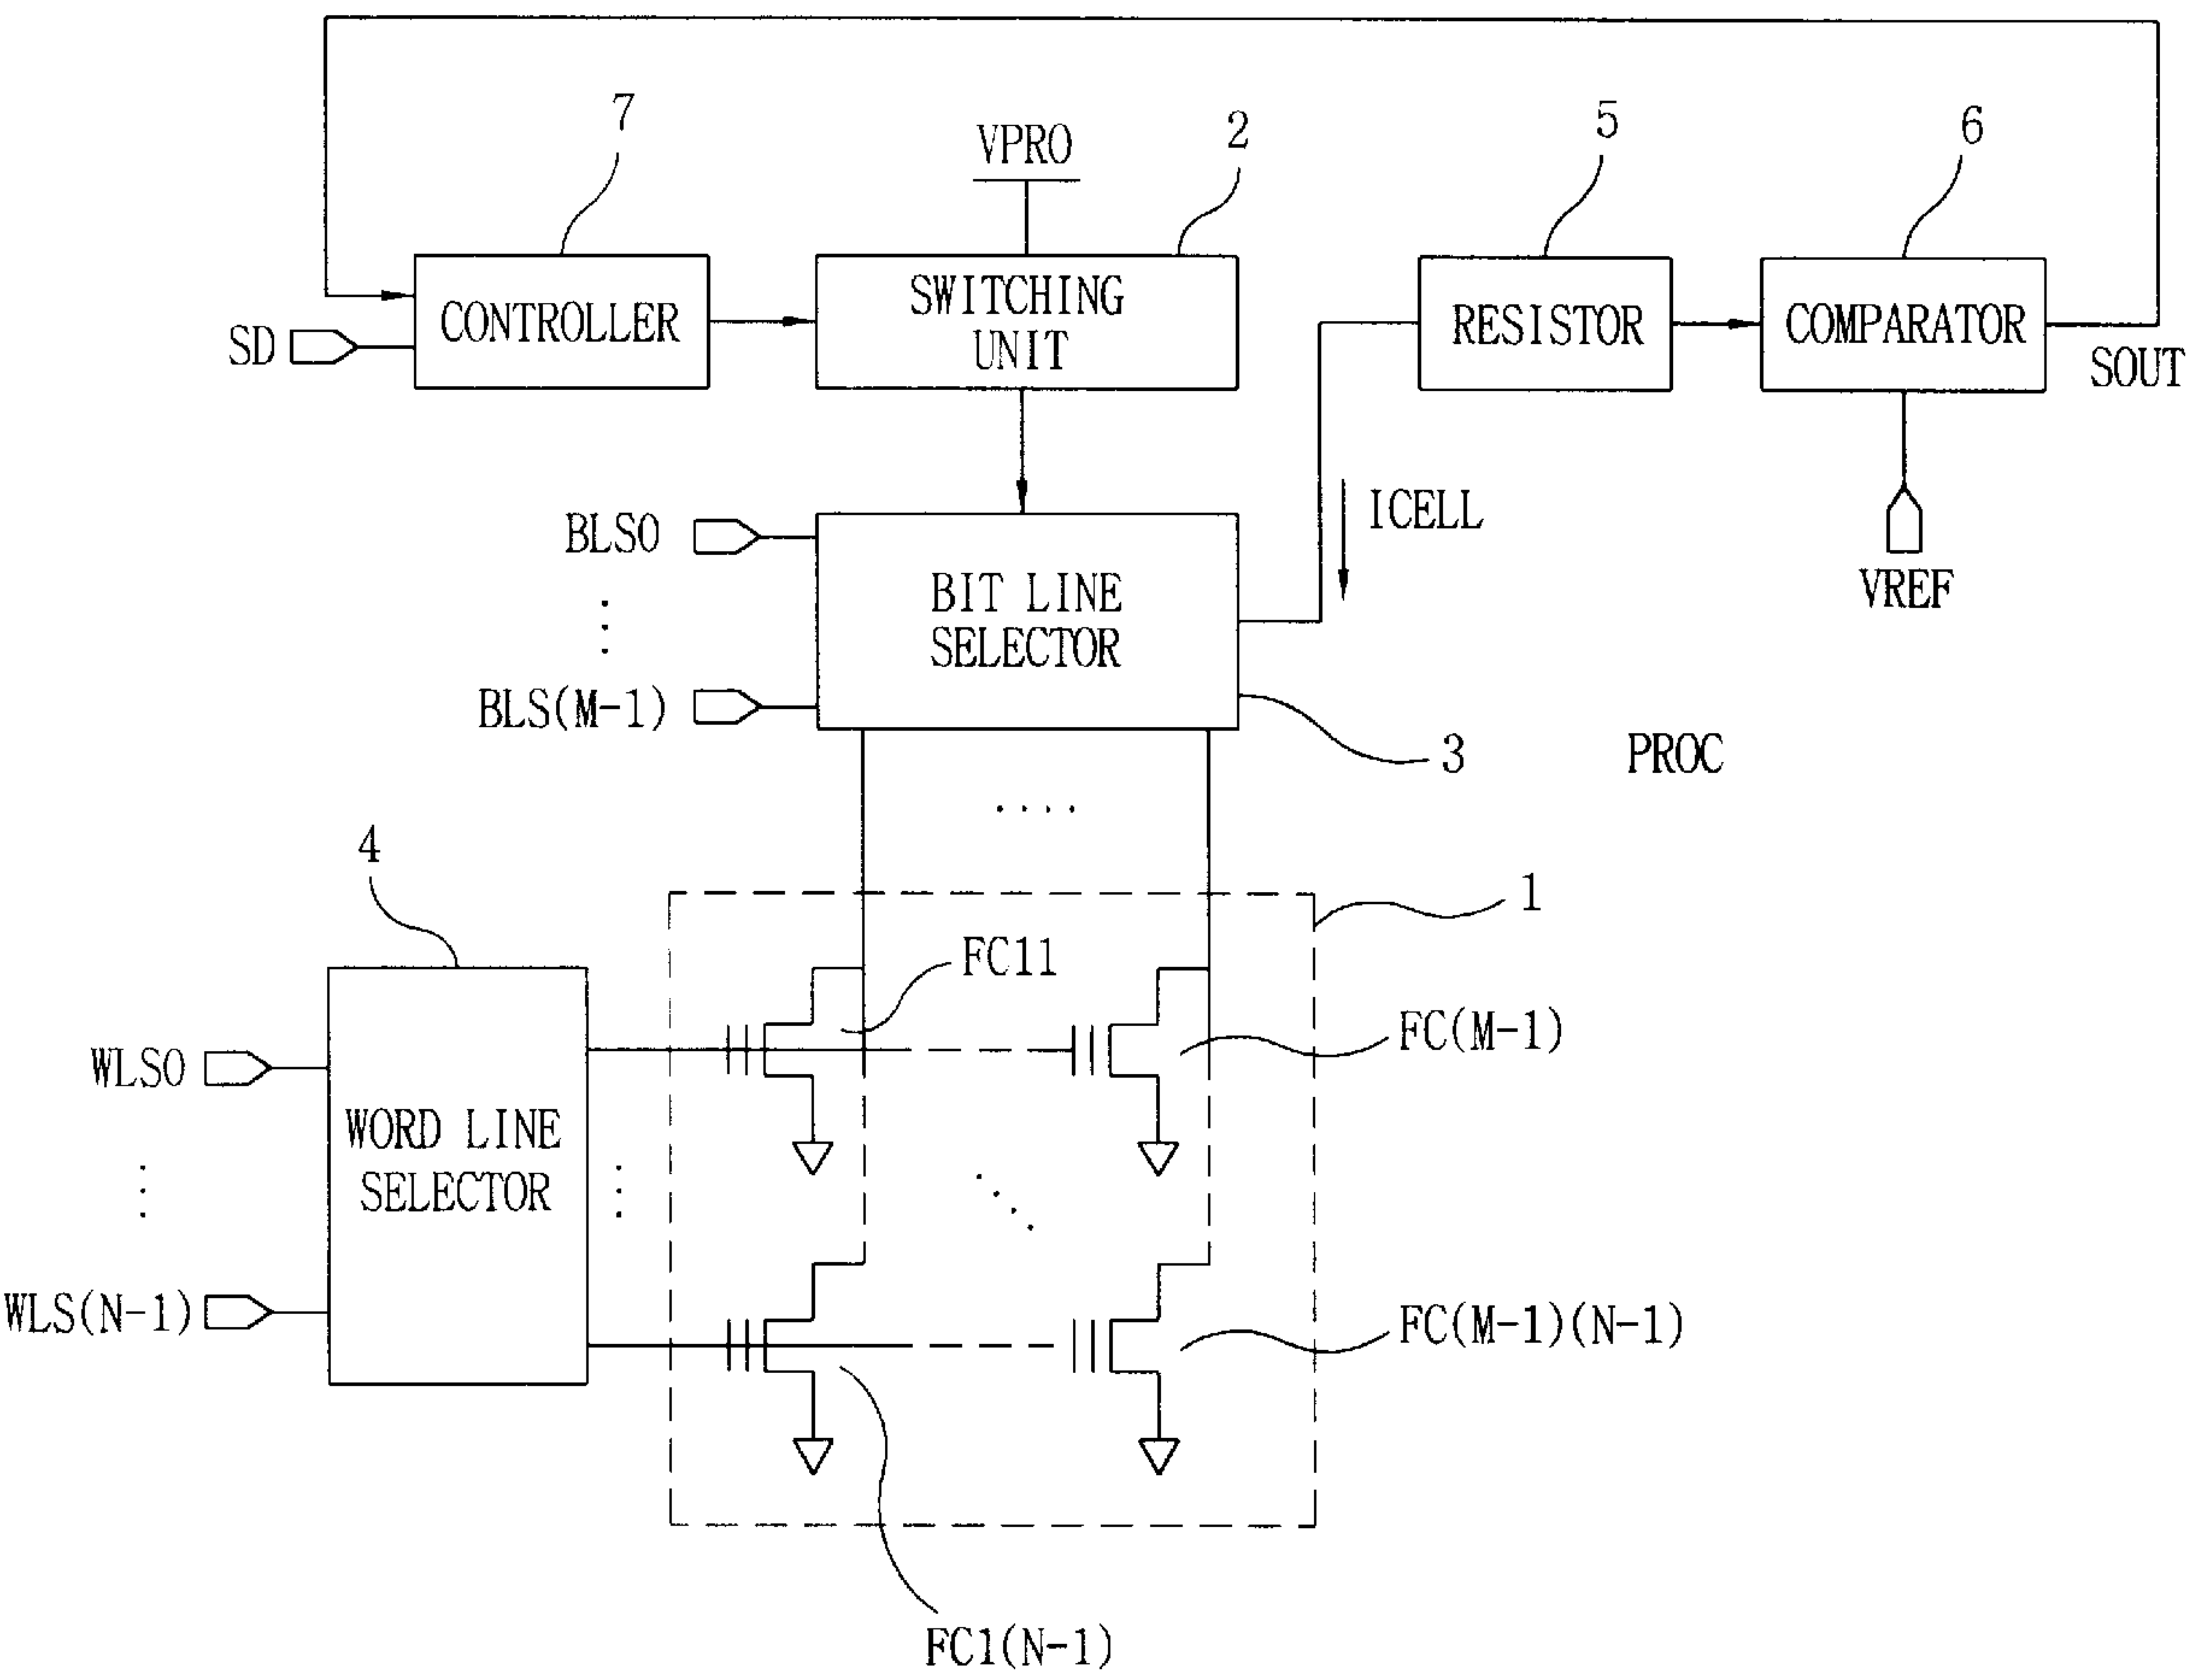 7
VPRO
2
5
6
CONTROLLER
SWITCHING
UNIT
RESISTOR
COMPARATOR
SD
SOUT
ICELL
VREF
BLS0
BLS(M-1)
BIT LINE
SELECTOR
3
PROC
4
1
FC11
FC(M-1)
WLS0
WORD LINE
SELECTOR
WLS(N-1)
FC(M-1)(N-1)
FC1(N-1)